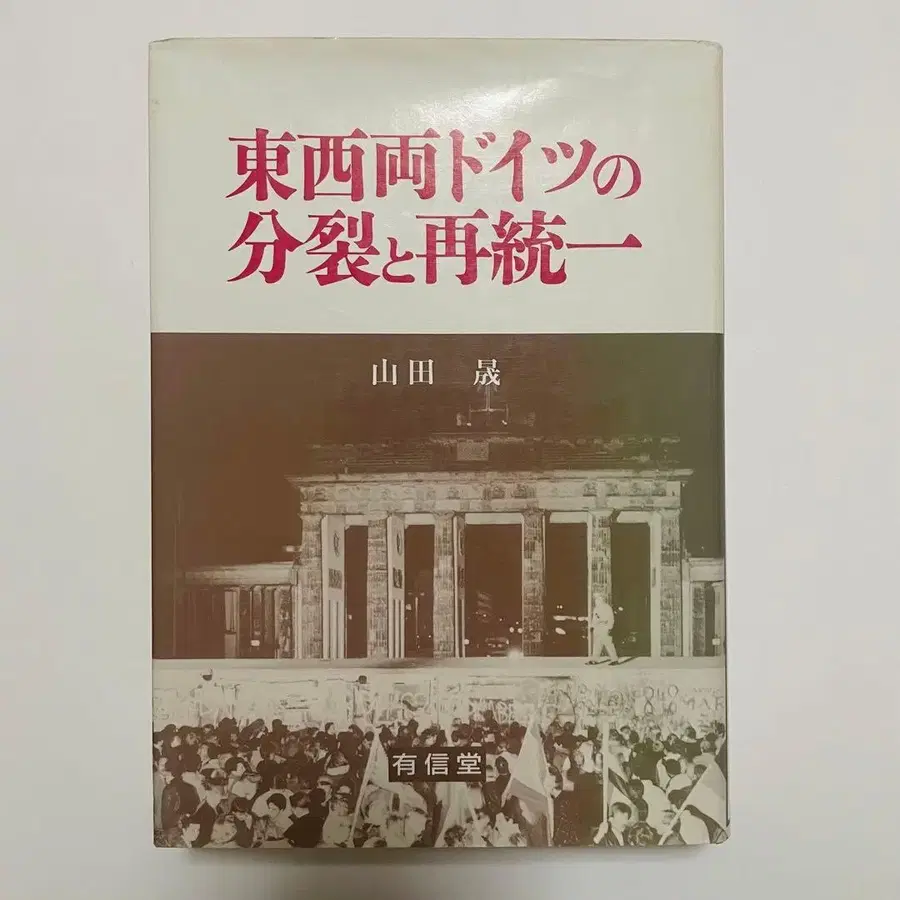 東西両ドイツの
分裂と再統一
山田 晟
有信堂